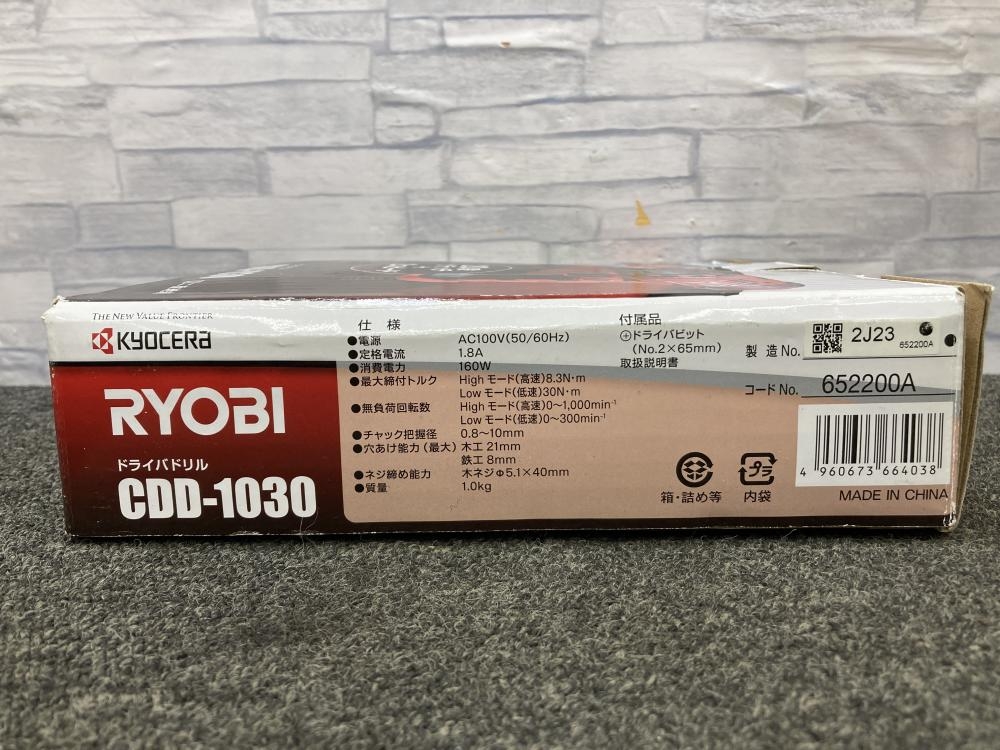 THE NEW VALUE FRONTIER
KYOCERA
RYOBI
ドライバドリル
CDD-1030
仕様
●電源 AC100V(50/60Hz)
●定格電流 1.8A
●消費電力 160W
●最大締付トルク Highモード(高速)8.3N・m
Lowモード(低速)30N・m
●無負荷回転数 Highモード(高速)0〜1,000min⁻¹
Lowモード(低速)0〜300min⁻¹
●チャック把握径 0.8〜10mm
●穴あけ能力(最大) 木工 21mm
鉄工 8mm
●ネジ締め能力 木ネジφ5.1×40mm
●質量 1.0kg
付属品
⊕ドライバビット
(No.2×65mm)
取扱説明書
製造No. 2J23
652200A
コードNo. 652200A
4 960673 664038
箱・詰め等
プラ
内袋
MADE IN CHINA